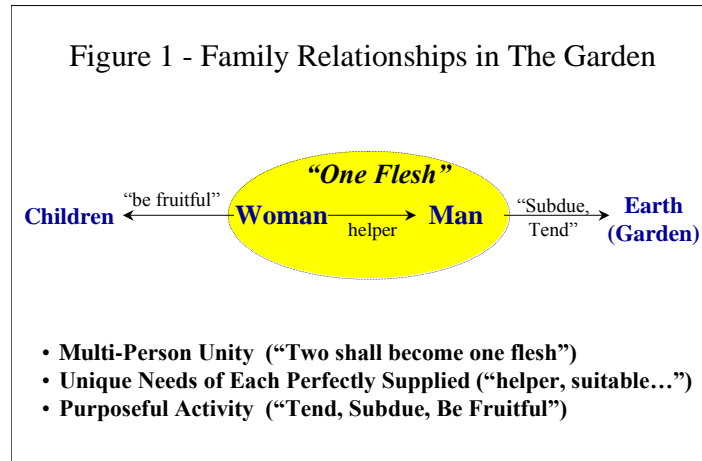 Figure 1 - Family Relationships in The Garden
“One Flesh”
“be fruitful”
“Subdue,
Tend”
Children
Woman
helper
Man
Earth
(Garden)
• Multi-Person Unity (“Two shall become one flesh”)
• Unique Needs of Each Perfectly Supplied (“helper, suitable…”)
• Purposeful Activity (“Tend, Subdue, Be Fruitful”)